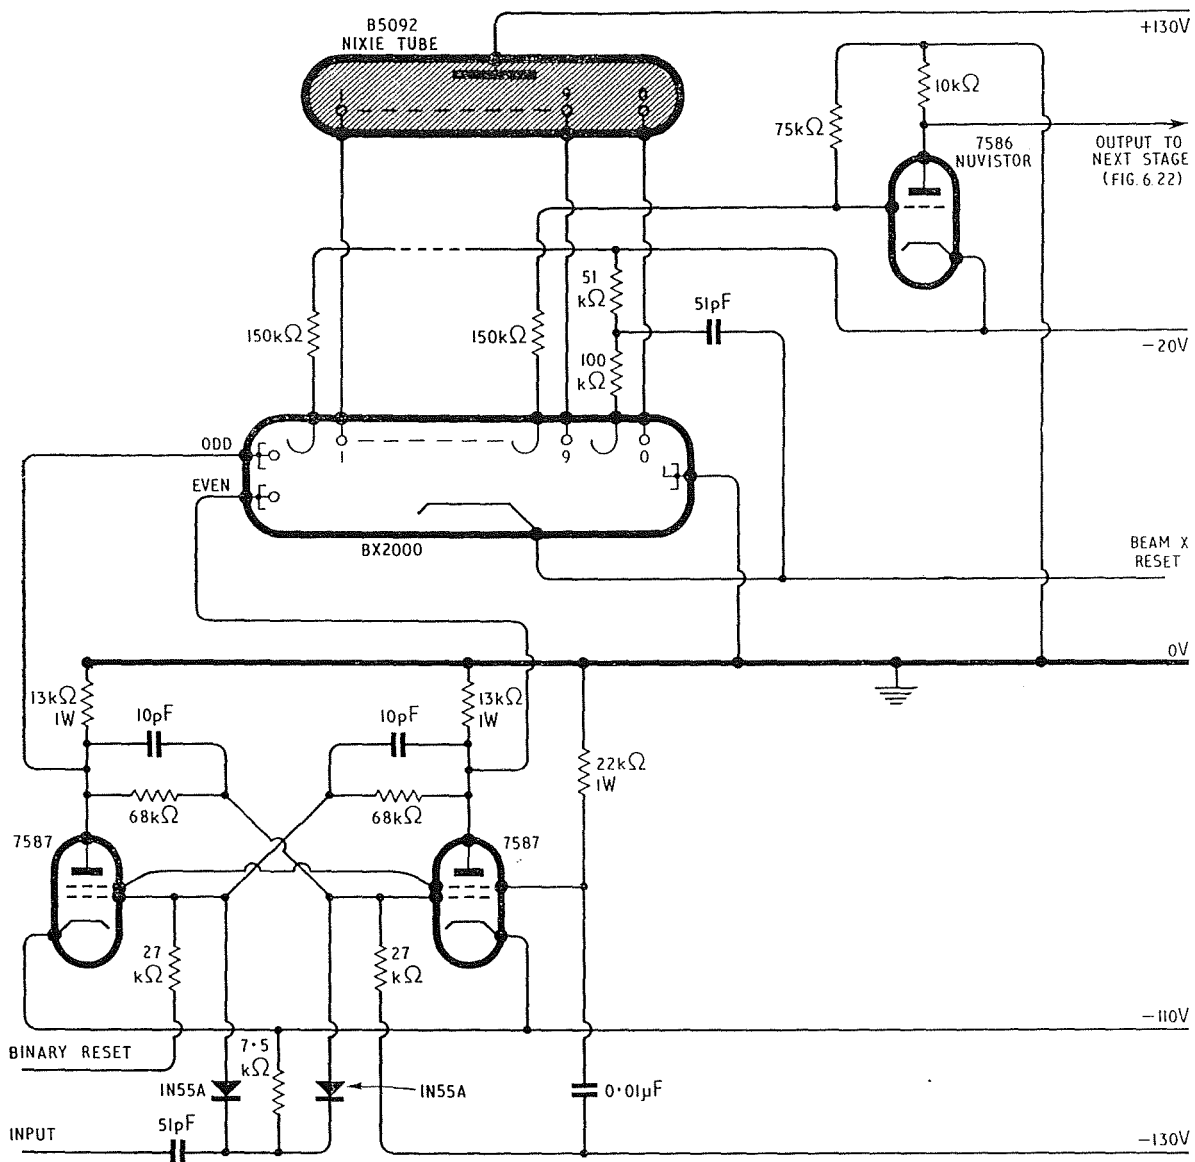 B5092
NIXIE TUBE
+130V
1
9
0
10kΩ
75kΩ
7586
NUVISTOR
OUTPUT TO
NEXT STAGE
(FIG. 6.22)
51
kΩ
51pF
150kΩ
150kΩ
100
kΩ
-20V
ODD
1
9
0
EVEN
BX2000
BEAM X
RESET
0V
13kΩ
1W
10pF
10pF
13kΩ
1W
22kΩ
1W
68kΩ
68kΩ
7587
7587
27
kΩ
27
kΩ
-110V
BINARY RESET
7·5
kΩ
1N55A
1N55A
0·01µF
INPUT
51pF
-130V